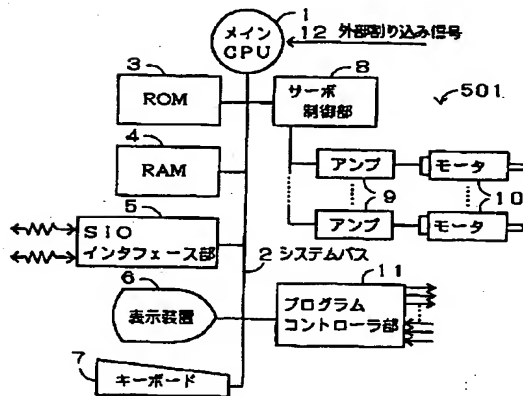 1
メイン
CPU
12 外部割り込み信号
3
ROM
8
サーボ
制御部
501
4
RAM
アンプ
モータ
9
10
アンプ
モータ
5
SiO
インタフェース部
2 システムバス
6
表示装置
11
プログラム
コントローラ部
7
キーボード